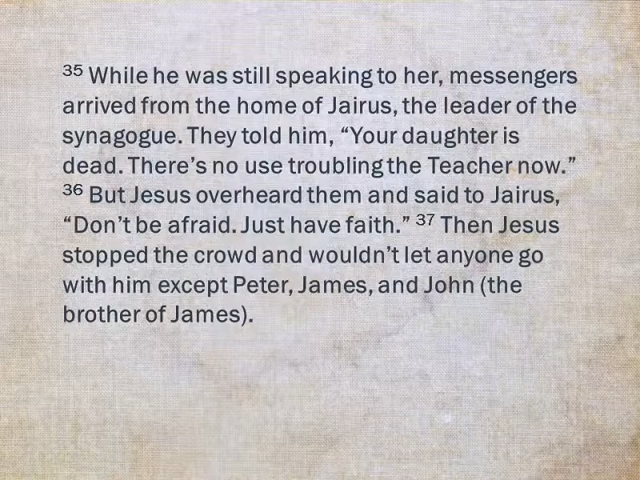 35 While he was still speaking to her, messengers
arrived from the home of Jairus, the leader of the
synagogue. They told him, “Your daughter is
dead. There’s no use troubling the Teacher now.”
36 But Jesus overheard them and said to Jairus,
“Don’t be afraid. Just have faith.” 37 Then Jesus
stopped the crowd and wouldn’t let anyone go
with him except Peter, James, and John (the
brother of James).